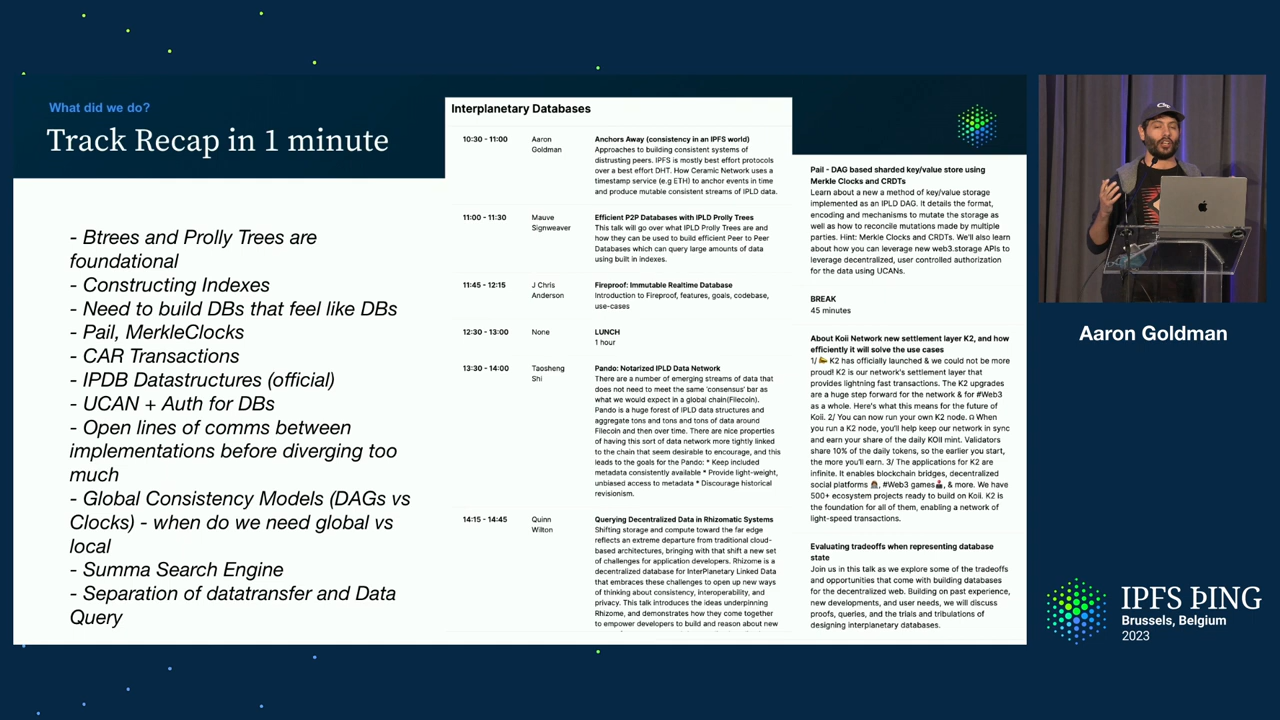 What did we do?
Track Recap in 1 minute
- Btrees and Prolly Trees are
foundational
- Constructing Indexes
- Need to build DBs that feel like DBs
- Pail, MerkleClocks
- CAR Transactions
- IPDB Datastructures (official)
- UCAN + Auth for DBs
- Open lines of comms between
implementations before diverging too
much
- Global Consistency Models (DAGs vs
Clocks) - when do we need global vs
local
- Summa Search Engine
- Separation of datatransfer and Data
Query
Interplanetary Databases
10:30 - 11:00
Aaron
Goldman
Anchors Away (consistency in an IPFS world)
Approaches to building consistent systems of
distrusting peers. IPFS is mostly best effort protocols
over a best effort DHT. How Ceramic Network uses a
timestamp service (e.g ETH) to anchor events in time
and produce mutable consistent streams of IPLD data.
11:00 - 11:30
Mauve
Signweaver
Efficient P2P Databases with IPLD Prolly Trees
This talk will go over what IPLD Prolly Trees are and
how they can be used to build efficient Peer to Peer
Databases which can query large amounts of data
using built in indexes.
11:45 - 12:15
J Chris
Anderson
Fireproof: Immutable Realtime Database
Introduction to Fireproof, features, goals, codebase,
use-cases
12:30 - 13:00
None
LUNCH
1 hour
13:30 - 14:00
Taosheng
Shi
Pando: Notarized IPLD Data Network
There are a number of emerging streams of data that
does not need to meet the same 'consensus' bar as
what we would expect in a global chain(Filecoin).
Pando is a huge forest of IPLD data structures and
aggregate tons and tons and tons of data around
Filecoin and then over time. There are nice properties
of having this sort of data network more tightly linked
to the chain that seem desirable to encourage, and this
leads to the goals for the Pando: * Keep included
metadata consistently available * Provide light-weight,
unbiased access to metadata * Discourage historical
revisionism.
14:15 - 14:45
Quinn
Wilton
Querying Decentralized Data in Rhizomatic Systems
Shifting storage and compute toward the far edge
reflects an extreme departure from traditional cloud-
based architectures, bringing with that shift a new set
of challenges for application developers. Rhizome is a
decentralized database for InterPlanetary Linked Data
that embraces these challenges to open up new ways
of thinking about consistency, interoperability, and
privacy. This talk introduces the ideas underpinning
Rhizome, and demonstrates how they come together
to empower developers to build and reason about new
Pail - DAG based sharded key/value store using
Merkle Clocks and CRDTs
Learn about a new a method of key/value storage
implemented as an IPLD DAG. It details the format,
encoding and mechanisms to mutate the storage as
well as how to reconcile mutations made by multiple
parties. Hint: Merkle Clocks and CRDTs. We'll also learn
about how you can leverage new web3.storage APIs to
leverage decentralized, user controlled authorization
for the data using UCANs.
BREAK
45 minutes
About Koii Network new settlement layer K2, and how
efficiently it will solve the use cases
1/ K2 has officially launched & we could not be more
proud! K2 is our network's settlement layer that
provides lightning fast transactions. The K2 upgrades
are a huge step forward for the network & for #Web3
as a whole. Here's what this means for the future of
Koii. 2/ You can now run your own K2 node. When
you run a K2 node, you'll help keep our network in sync
and earn your share of the daily KOII mint. Validators
share 10% of the daily tokens, so the earlier you start,
the more you'll earn. 3/ The applications for K2 are
infinite. It enables blockchain bridges, decentralized
social platforms , #Web3 games , & more. We have
500+ ecosystem projects ready to build on Koii. K2 is
the foundation for all of them, enabling a network of
light-speed transactions.
Evaluating tradeoffs when representing database
state
Join us in this talk as we explore some of the tradeoffs
and opportunities that come with building databases
for the decentralized web. Building on past experience,
new developments, and user needs, we will discuss
proofs, queries, and the trials and tribulations of
designing interplanetary databases.
Aaron Goldman
IPFS ÞING
Brussels, Belgium
2023